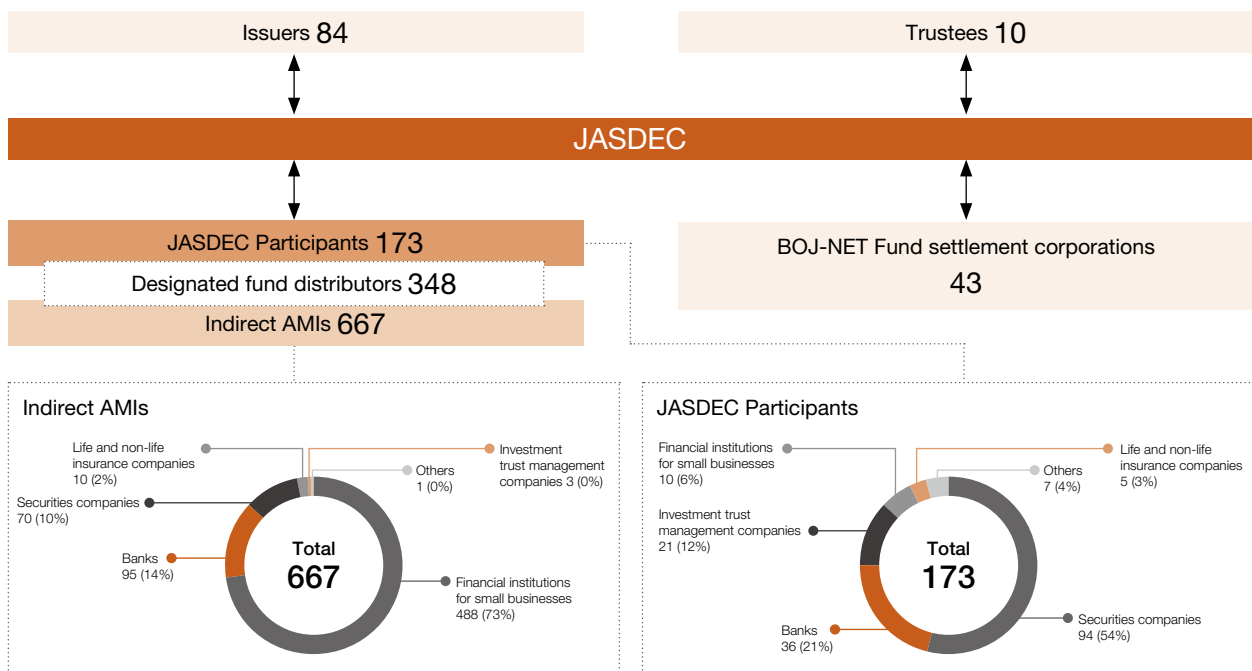 Issuers 84
Trustees 10
JASDEC
JASDEC Participants 173
Designated fund distributors 348
Indirect AMIs 667
BOJ-NET Fund settlement corporations
43
Indirect AMIs
Life and non-life
insurance companies
10 (2%)
Investment
trust management
companies 3 (0%)
Others
1 (0%)
Securities companies
70 (10%)
Banks
95 (14%)
Total
667
Financial institutions
for small businesses
488 (73%)
JASDEC Participants
Financial institutions
for small businesses
10 (6%)
Life and non-life
insurance companies
5 (3%)
Others
7 (4%)
Investment trust
management companies
21 (12%)
Total
173
Banks
36 (21%)
Securities companies
94 (54%)